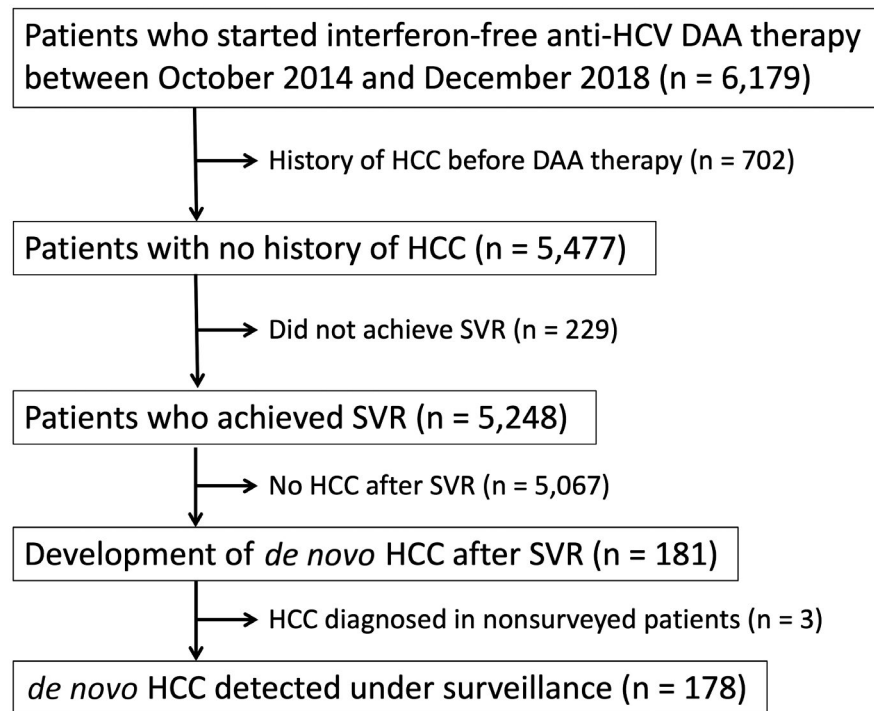 Patients who started interferon-free anti-HCV DAA therapy
between October 2014 and December 2018 (n = 6,179)
History of HCC before DAA therapy (n = 702)
Patients with no history of HCC (n = 5,477)
Did not achieve SVR (n = 229)
Patients who achieved SVR (n = 5,248)
No HCC after SVR (n = 5,067)
Development of de novo HCC after SVR (n = 181)
HCC diagnosed in nonsurveyed patients (n = 3)
de novo HCC detected under surveillance (n = 178)